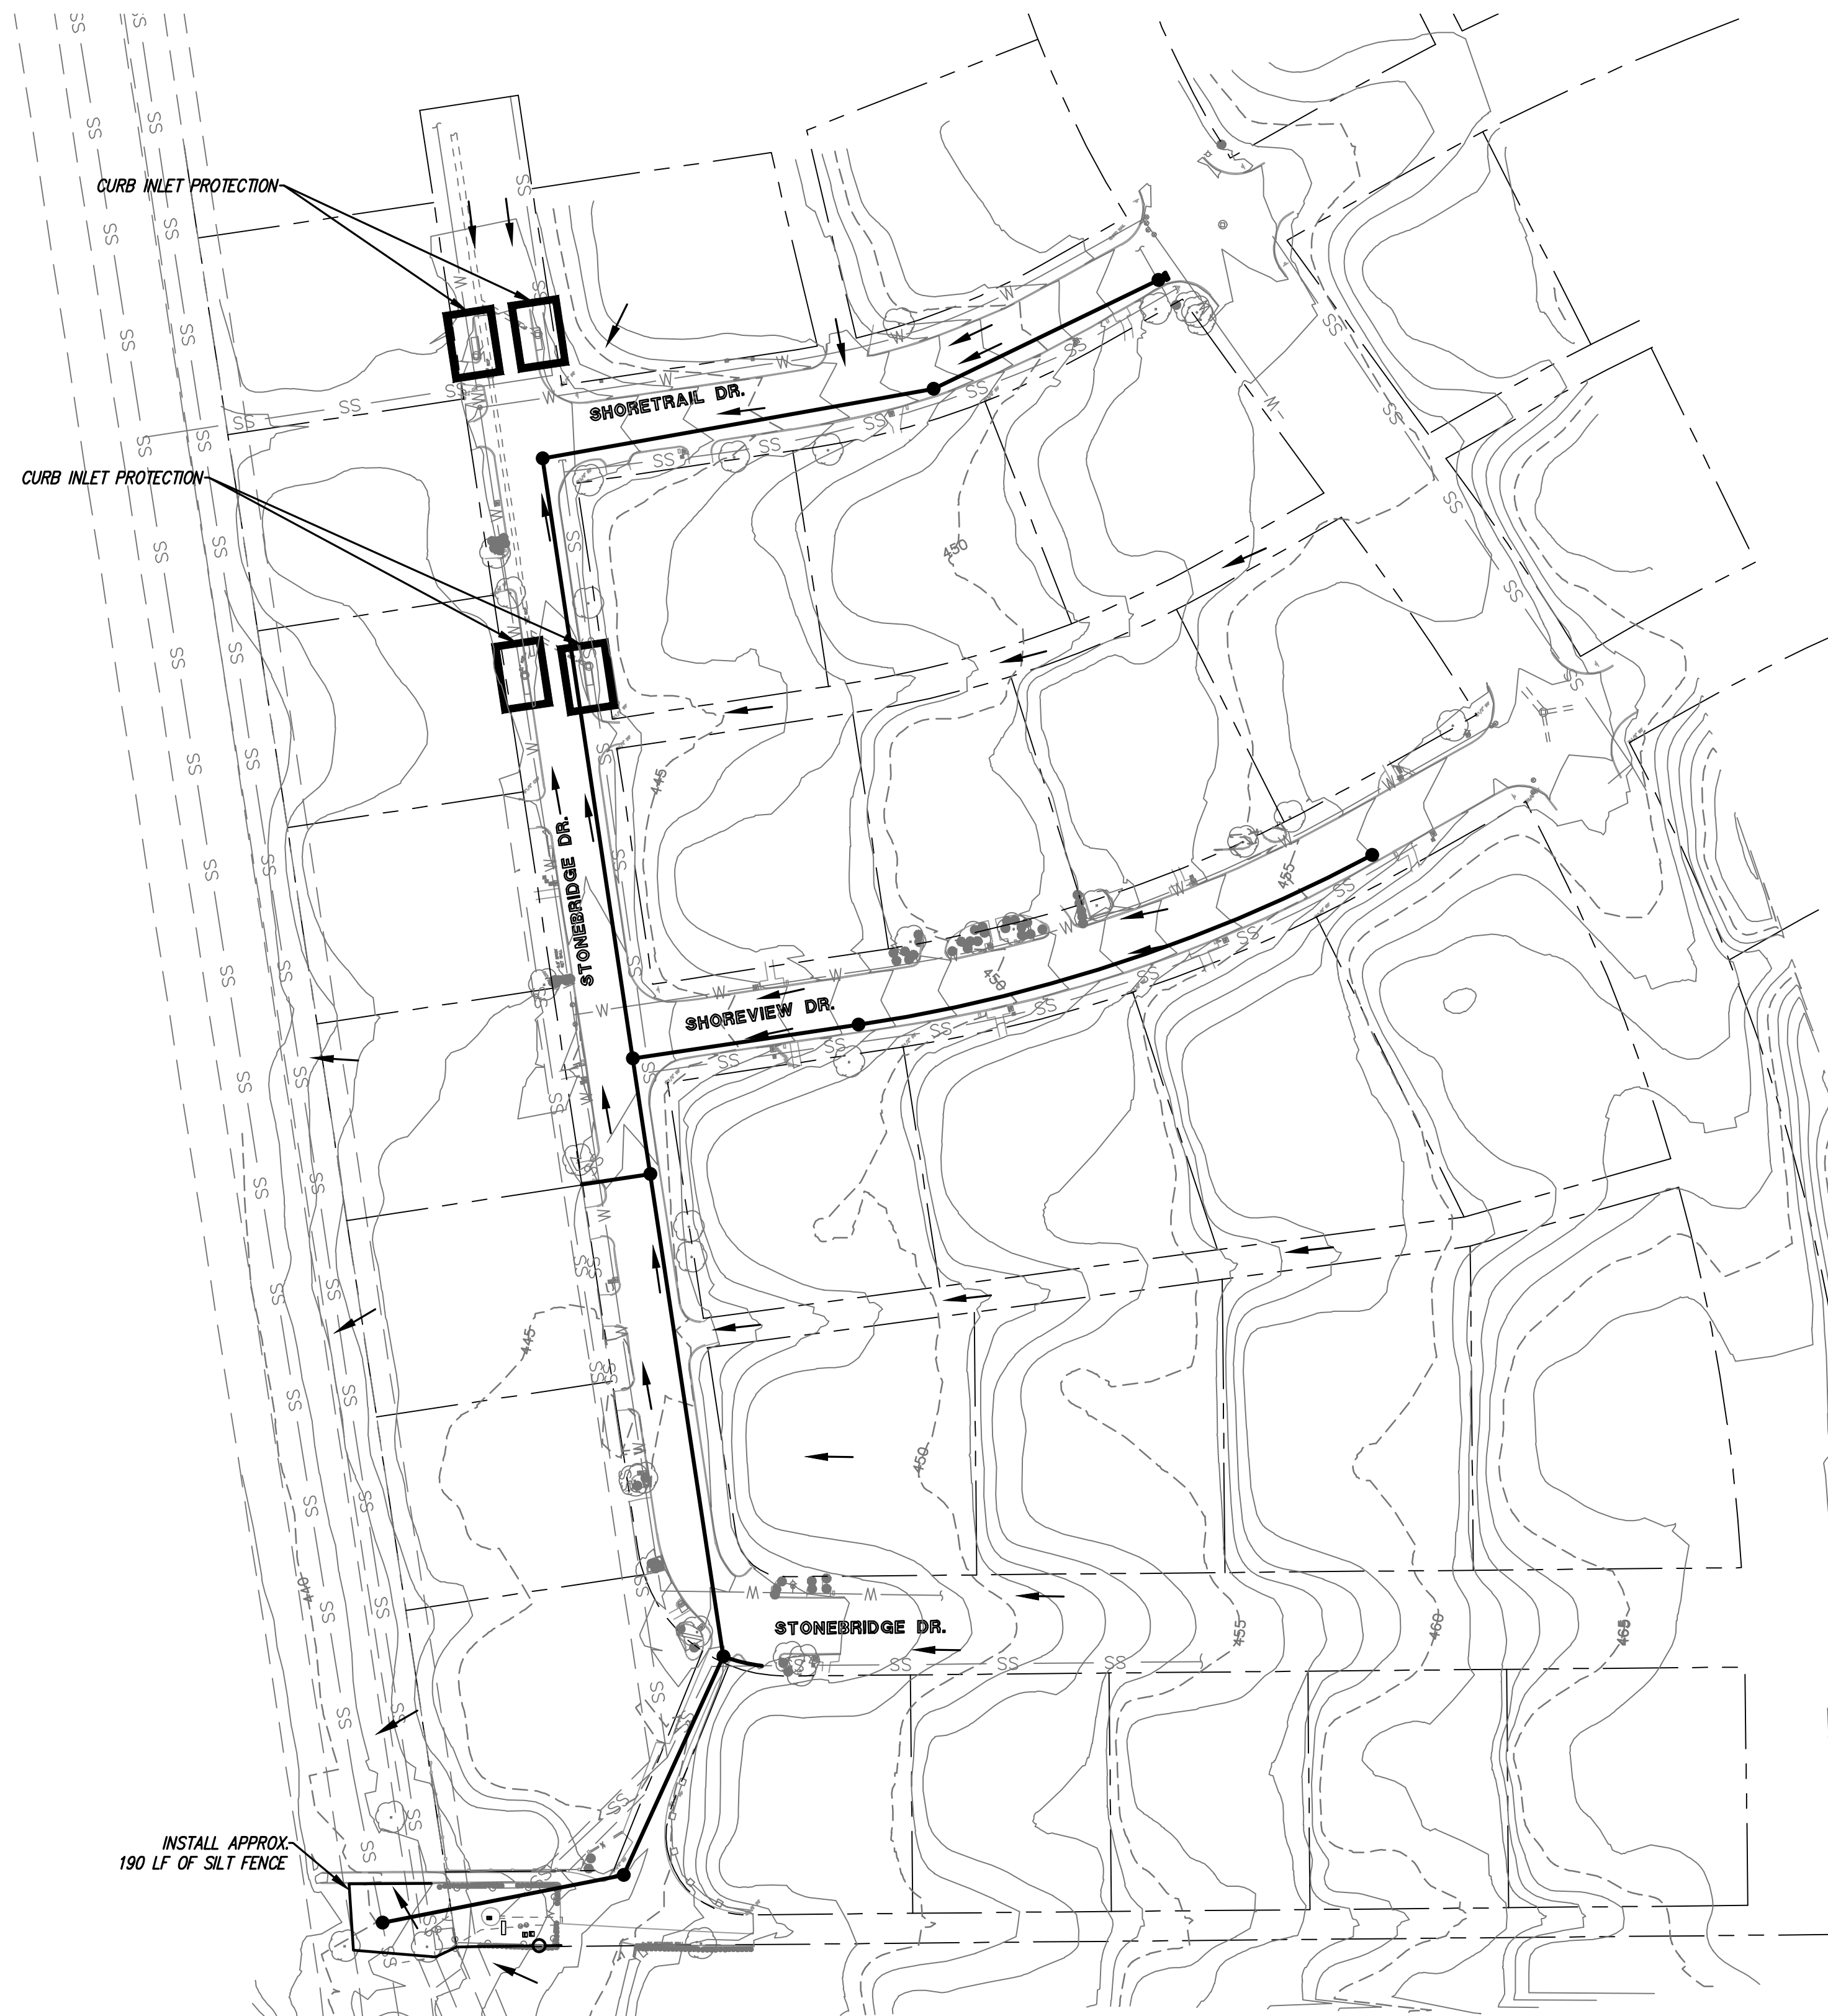 CURB INLET PROTECTION
SHORETRAIL DR.
CURB INLET PROTECTION
450
445
STONEBRIDGE DR.
455
450
SHOREVIEW DR.
445
450
440
STONEBRIDGE DR.
455
460
465
INSTALL APPROX.
190 LF OF SILT FENCE
SS
W